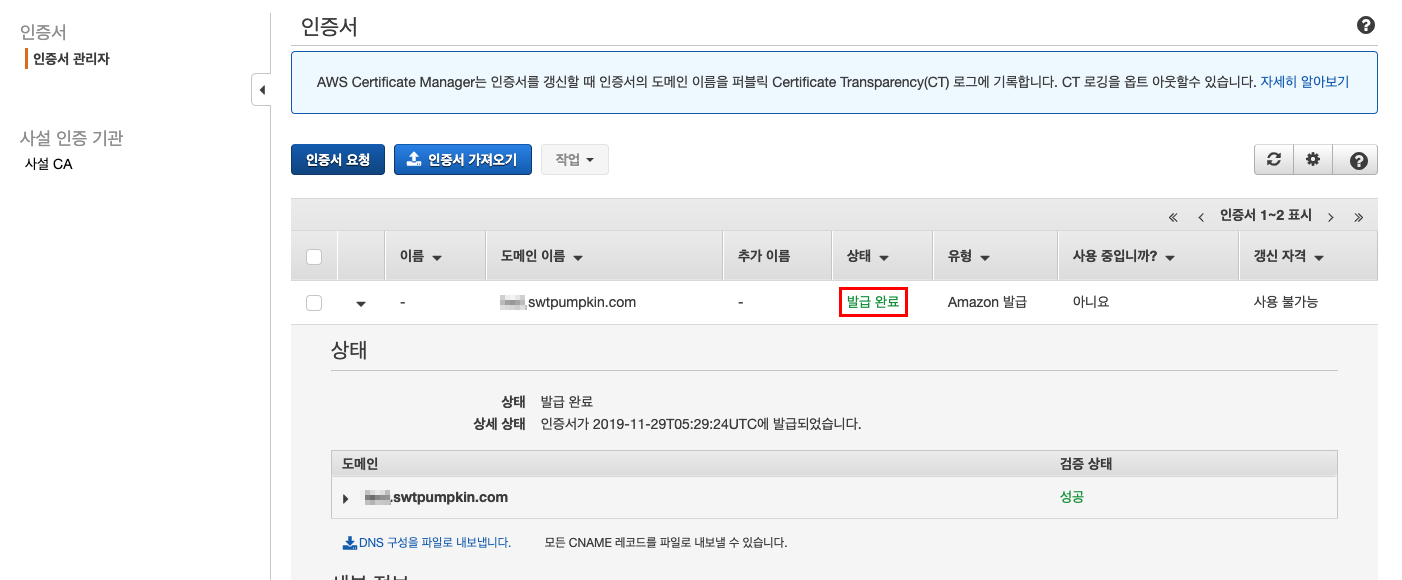 인증서
인증서 관리자
사설 인증 기관
사설 CA
인증서
AWS Certificate Manager는 인증서를 갱신할 때 인증서의 도메인 이름을 퍼블릭 Certificate Transparency(CT) 로그에 기록합니다. CT 로깅을 옵트 아웃할수 있습니다. 자세히 알아보기
인증서 요청 인증서 가져오기 작업
« ‹ 인증서 1~2 표시 › »
이름 도메인 이름 추가 이름 상태 유형 사용 중입니까? 갱신 자격
- .swtpumpkin.com - 발급 완료 Amazon 발급 아니요 사용 불가능
상태
상태 발급 완료
상세 상태 인증서가 2019-11-29T05:29:24UTC에 발급되었습니다.
도메인 검증 상태
.swtpumpkin.com 성공
DNS 구성을 파일로 내보냅니다. 모든 CNAME 레코드를 파일로 내보낼 수 있습니다.